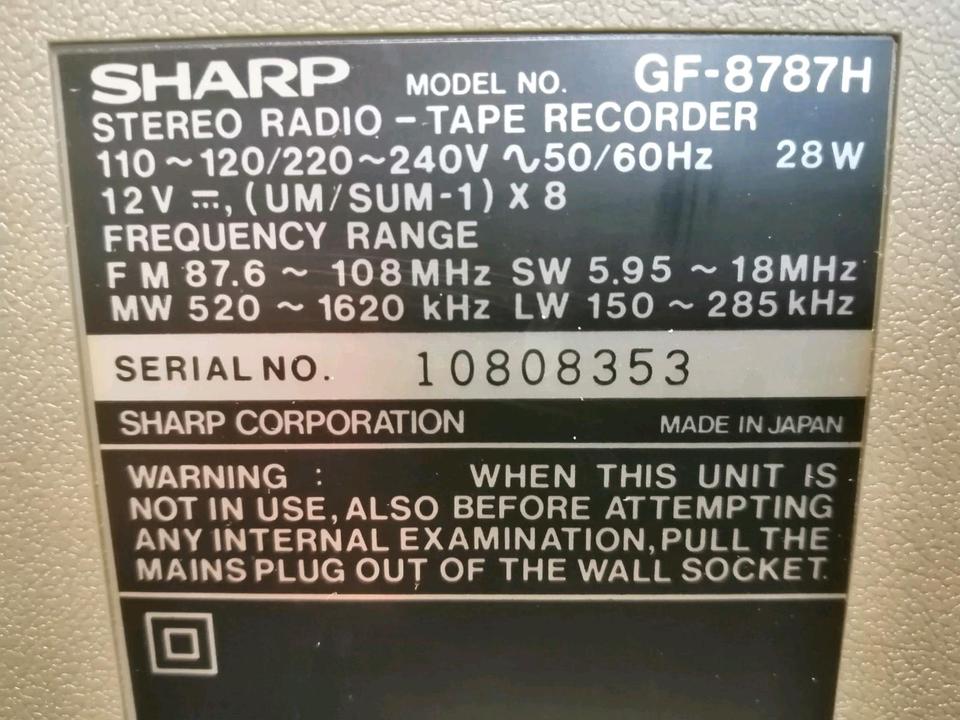 SHARP MODEL NO. GF-8787H
STEREO RADIO - TAPE RECORDER
110~120/220~240V ∿50/60Hz 28W
12V ⎓, (UM/SUM-1) X 8
FREQUENCY RANGE
FM 87.6 ~ 108MHz SW 5.95 ~ 18MHz
MW 520 ~ 1620 kHz LW 150 ~ 285kHz
SERIAL NO. 10808353
SHARP CORPORATION MADE IN JAPAN
WARNING : WHEN THIS UNIT IS
NOT IN USE, ALSO BEFORE ATTEMPTING
ANY INTERNAL EXAMINATION, PULL THE
MAINS PLUG OUT OF THE WALL SOCKET.